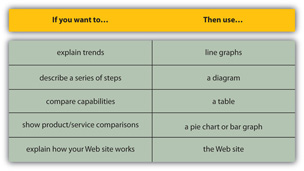 If you want to… Then use…
explain trends line graphs
describe a series of steps a diagram
compare capabilities a table
show product/service comparisons a pie chart or bar graph
explain how your Web site works the Web site